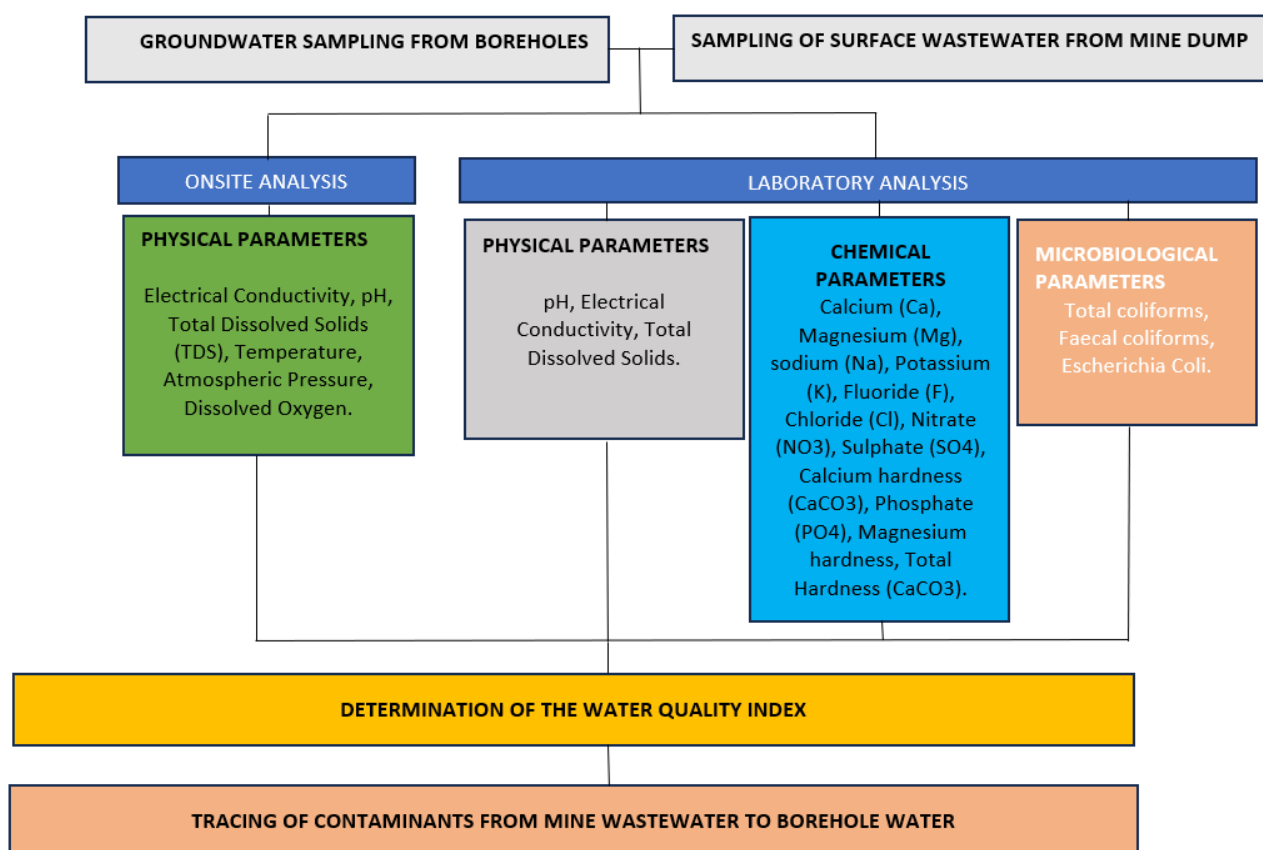 GROUNDWATER SAMPLING FROM BOREHOLES
SAMPLING OF SURFACE WASTEWATER FROM MINE DUMP
ONSITE ANALYSIS
LABORATORY ANALYSIS
PHYSICAL PARAMETERS
Electrical Conductivity, pH,
Total Dissolved Solids
(TDS), Temperature,
Atmospheric Pressure,
Dissolved Oxygen.
PHYSICAL PARAMETERS
pH, Electrical
Conductivity, Total
Dissolved Solids.
CHEMICAL
PARAMETERS
Calcium (Ca),
Magnesium (Mg),
sodium (Na), Potassium
(K), Fluoride (F),
Chloride (Cl), Nitrate
(NO3), Sulphate (SO4),
Calcium hardness
(CaCO3), Phosphate
(PO4), Magnesium
hardness, Total
Hardness (CaCO3).
MICROBIOLOGICAL
PARAMETERS
Total coliforms,
Faecal coliforms,
Escherichia Coli.
DETERMINATION OF THE WATER QUALITY INDEX
TRACING OF CONTAMINANTS FROM MINE WASTEWATER TO BOREHOLE WATER